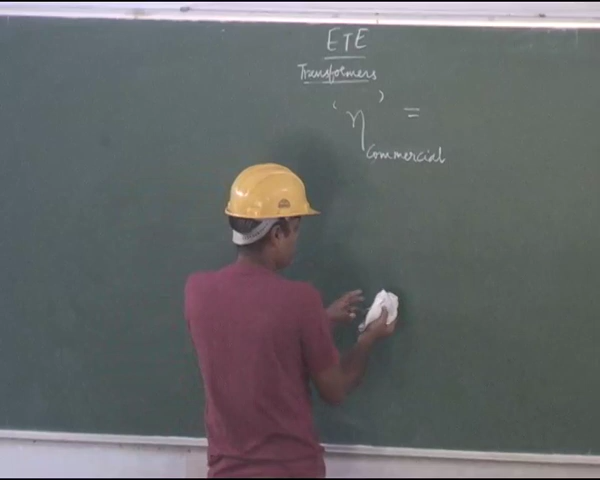 ETE
Transformers
'η' =
Commercial